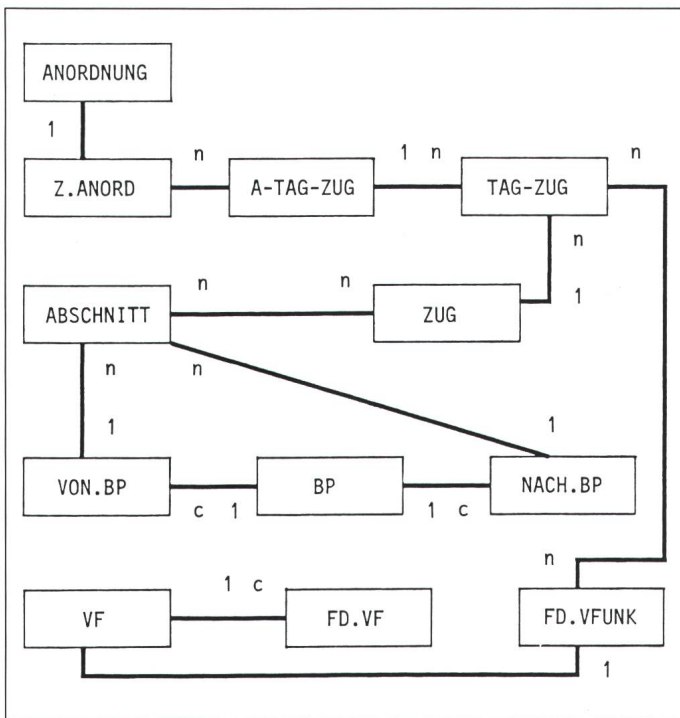 ANORDNUNG
1
n 1 n n
Z.ANORD A-TAG-ZUG TAG-ZUG
n
n n 1
ABSCHNITT ZUG
n n
1 1
VON.BP BP NACH.BP
c 1 1 c
n
1 c
VF FD.VF FD.VFUNK
1